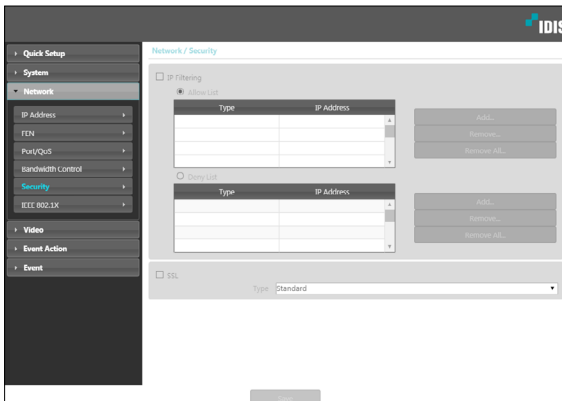 IDIS
Quick Setup
Network / Security
System
IP Filtering
Network
Allow List
Type IP Address
IP Address
Add...
FEN
Remove...
Port/QoS
Remove All...
Bandwidth Control
Deny List
Security
Type IP Address
IEEE 802.1X
Add...
Remove...
Video
Remove All...
Event Action
Event
SSL
Type Standard
Save